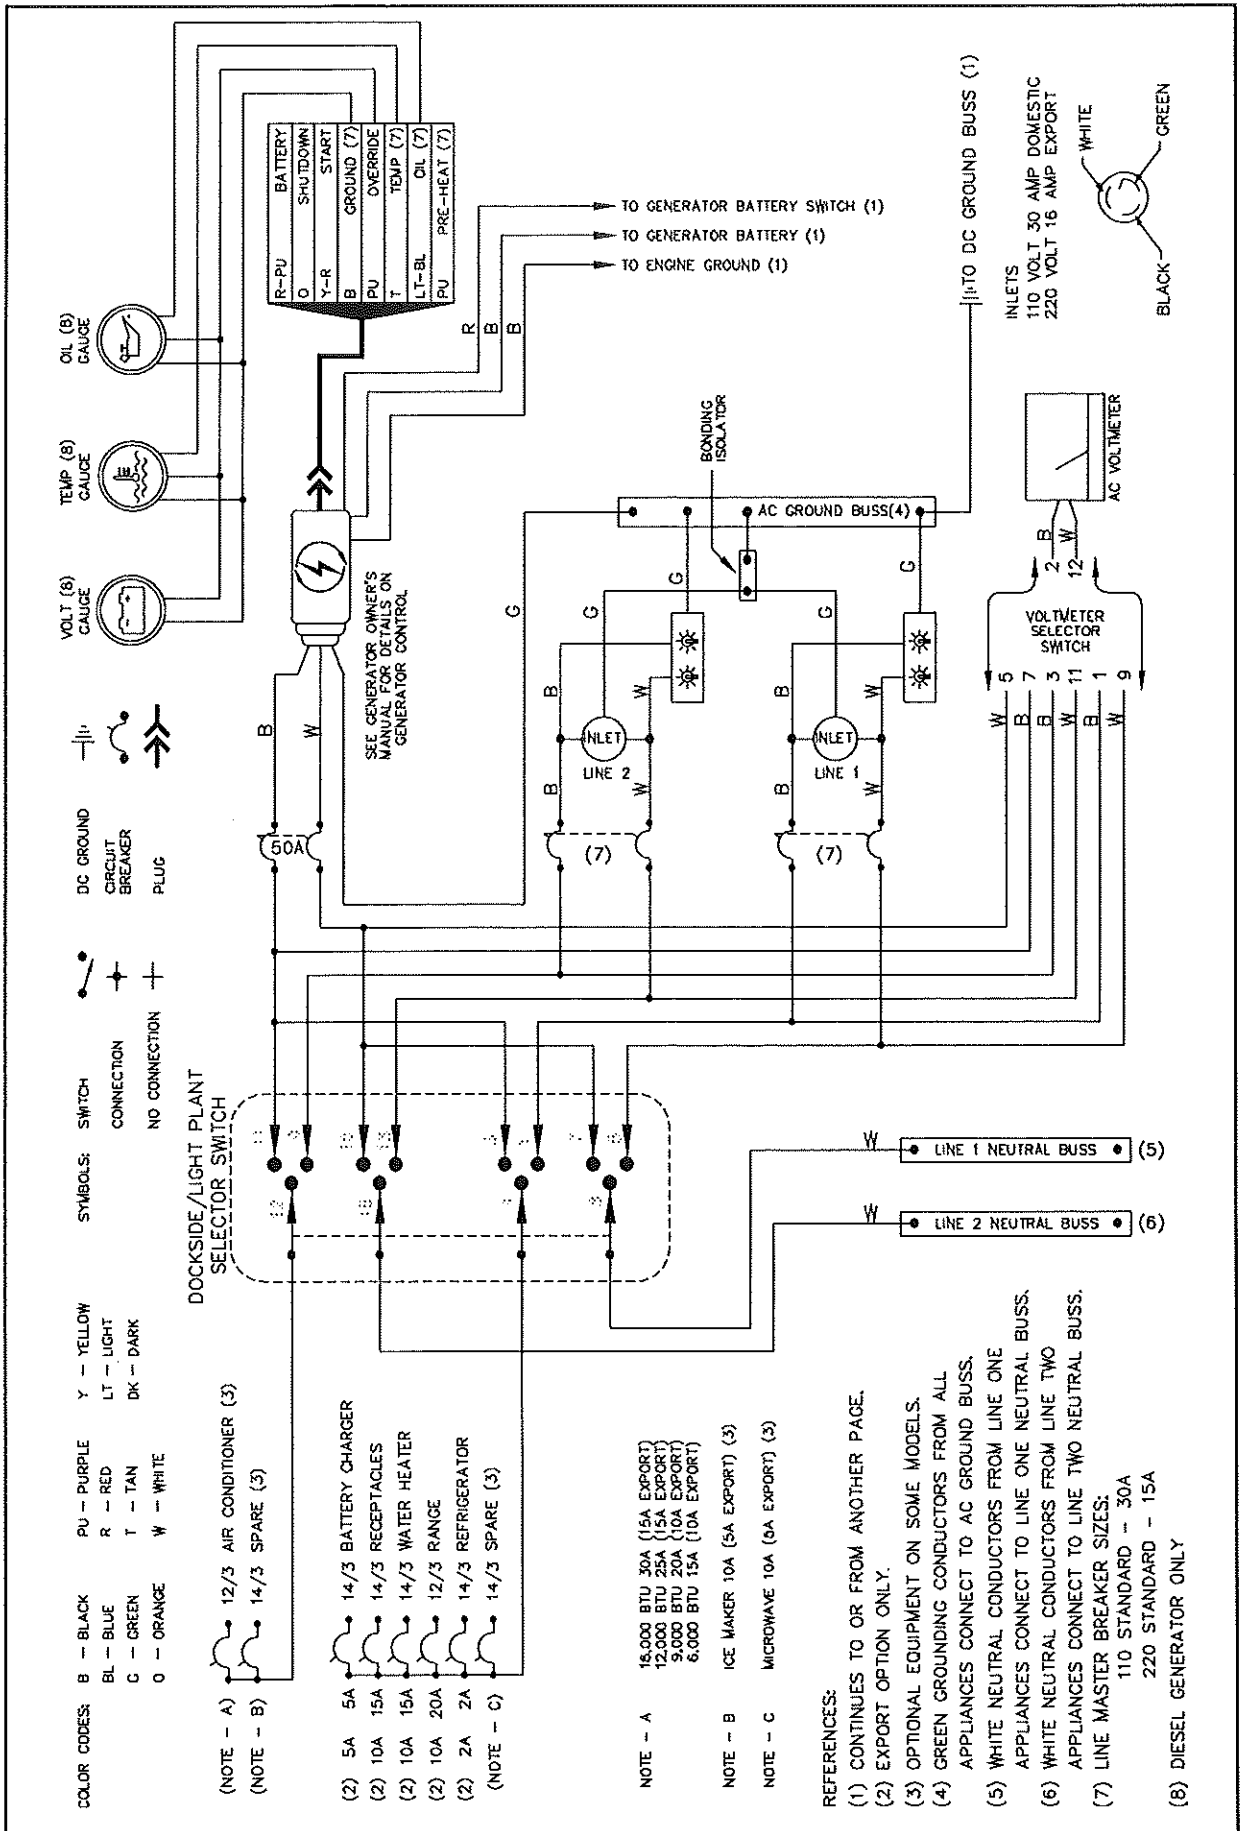 COLOR CODES:
B – BLACK
BL – BLUE
G – GREEN
O – ORANGE
PU – PURPLE
R – RED
T – TAN
W – WHITE
Y – YELLOW
LT – LIGHT
DK – DARK
SYMBOLS:
SWITCH
CONNECTION
NO CONNECTION
DC GROUND
CIRCUIT
BREAKER
PLUG
VOLT (8)
GAUGE
TEMP (8)
GAUGE
OIL (8)
GAUGE
(NOTE – A)
12/3 AIR CONDITIONER (3)
(NOTE – B)
14/3 SPARE (3)
(2) 5A 5A
14/3 BATTERY CHARGER
(2) 10A 15A
14/3 RECEPTACLES
(2) 10A 15A
14/3 WATER HEATER
(2) 10A 20A
12/3 RANGE
(2) 2A 2A
14/3 REFRIGERATOR
(NOTE – C)
14/3 SPARE (3)
DOCKSIDE/LIGHT PLANT
SELECTOR SWITCH
11
9
50A
B
W
SEE GENERATOR OWNER'S
MANUAL FOR DETAILS ON
GENERATOR CONTROL
R–PU BATTERY
O SHUTDOWN
Y–R START
B GROUND (7)
PU OVERRIDE
T TEMP (7)
LT–BL OIL (7)
PU PRE–HEAT (7)
R
B
B
TO GENERATOR BATTERY SWITCH (1)
TO GENERATOR BATTERY (1)
TO ENGINE GROUND (1)
G
B
B
INLET
LINE 2
W
W
(7)
G
G
BONDING
ISOLATOR
AC GROUND BUSS(4)
B
B
INLET
LINE 1
W
W
(7)
G
TO DC GROUND BUSS (1)
INLETS
110 VOLT 30 AMP DOMESTIC
220 VOLT 16 AMP EXPORT
WHITE
GREEN
BLACK
W 5
B 7
B 3
W 11
B 1
W 9
VOLTMETER
SELECTOR
SWITCH
2 B
12 W
AC VOLTMETER
W
LINE 1 NEUTRAL BUSS
(5)
W
LINE 2 NEUTRAL BUSS
(6)
NOTE – A
16,000 BTU 30A (15A EXPORT)
12,000 BTU 25A (15A EXPORT)
9,000 BTU 20A (10A EXPORT)
6,000 BTU 15A (10A EXPORT)
NOTE – B
ICE MAKER 10A (5A EXPORT) (3)
NOTE – C
MICROWAVE 10A (8A EXPORT) (3)
REFERENCES:
(1) CONTINUES TO OR FROM ANOTHER PAGE.
(2) EXPORT OPTION ONLY.
(3) OPTIONAL EQUIPMENT ON SOME MODELS.
(4) GREEN GROUNDING CONDUCTORS FROM ALL
APPLIANCES CONNECT TO AC GROUND BUSS.
(5) WHITE NEUTRAL CONDUCTORS FROM LINE ONE
APPLIANCES CONNECT TO LINE ONE NEUTRAL BUSS.
(6) WHITE NEUTRAL CONDUCTORS FROM LINE TWO
APPLIANCES CONNECT TO LINE TWO NEUTRAL BUSS.
(7) LINE MASTER BREAKER SIZES:
110 STANDARD – 30A
220 STANDARD – 15A
(8) DIESEL GENERATOR ONLY